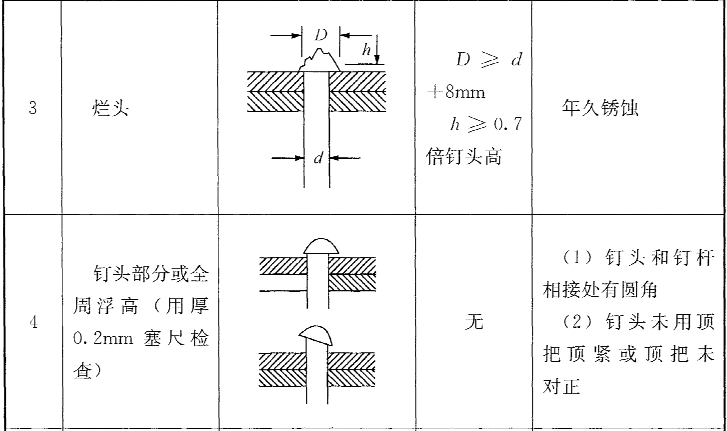 3
烂头
D
h
d
D ≥ d
+8mm
h ≥ 0.7
倍钉头高
年久锈蚀
4
钉头部分或全
周浮高（用厚
0.2mm 塞尺检
查）
无
（1）钉头和钉杆
相接处有圆角
（2）钉头未用顶
把顶紧或顶把未
对正